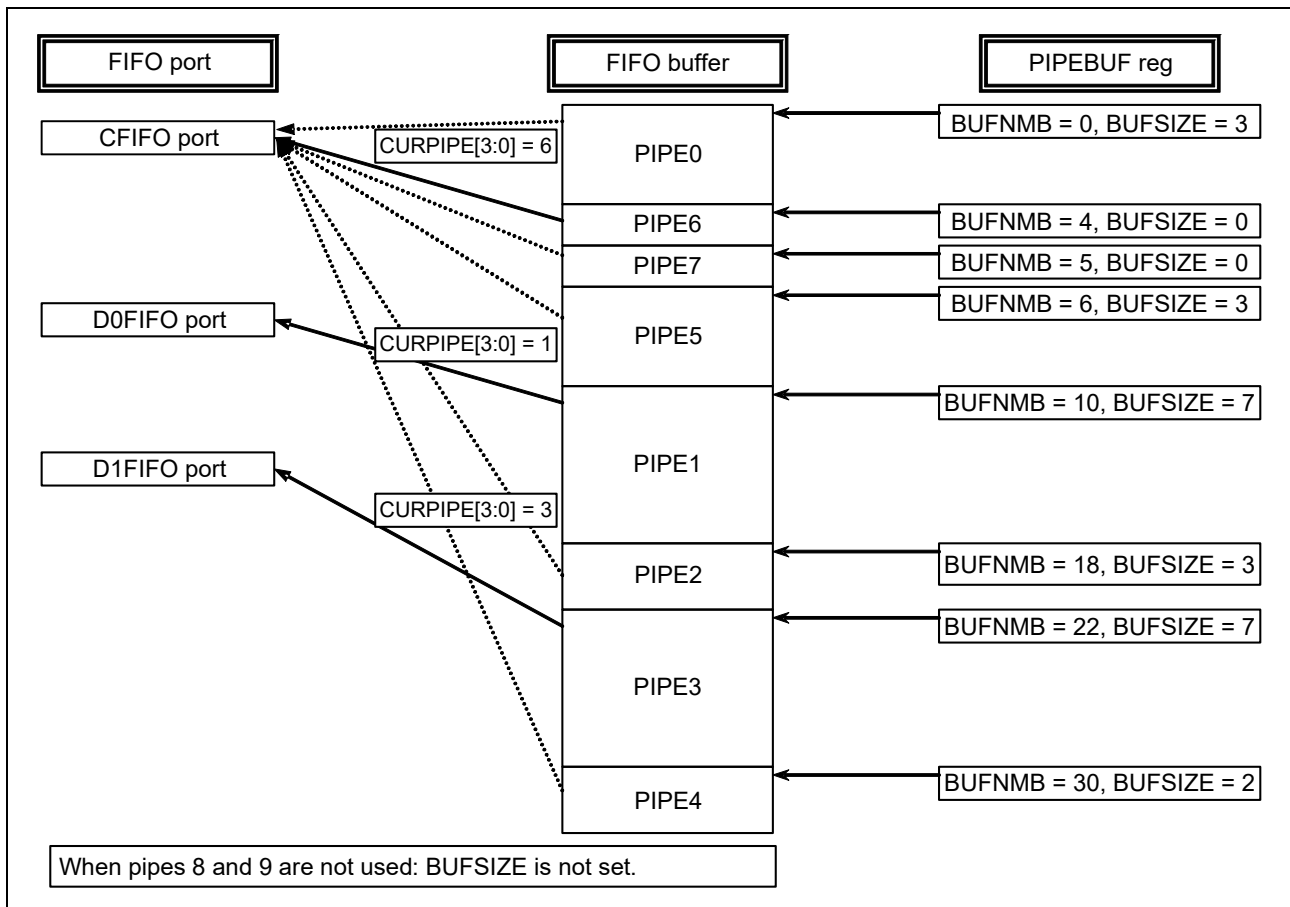 FIFO port
FIFO buffer
PIPEBUF reg
CFIFO port
CURPIPE[3:0] = 6
PIPE0
BUFNMB = 0, BUFSIZE = 3
PIPE6
BUFNMB = 4, BUFSIZE = 0
PIPE7
BUFNMB = 5, BUFSIZE = 0
D0FIFO port
CURPIPE[3:0] = 1
PIPE5
BUFNMB = 6, BUFSIZE = 3
BUFNMB = 10, BUFSIZE = 7
D1FIFO port
PIPE1
CURPIPE[3:0] = 3
PIPE2
BUFNMB = 18, BUFSIZE = 3
BUFNMB = 22, BUFSIZE = 7
PIPE3
PIPE4
BUFNMB = 30, BUFSIZE = 2
When pipes 8 and 9 are not used: BUFSIZE is not set.